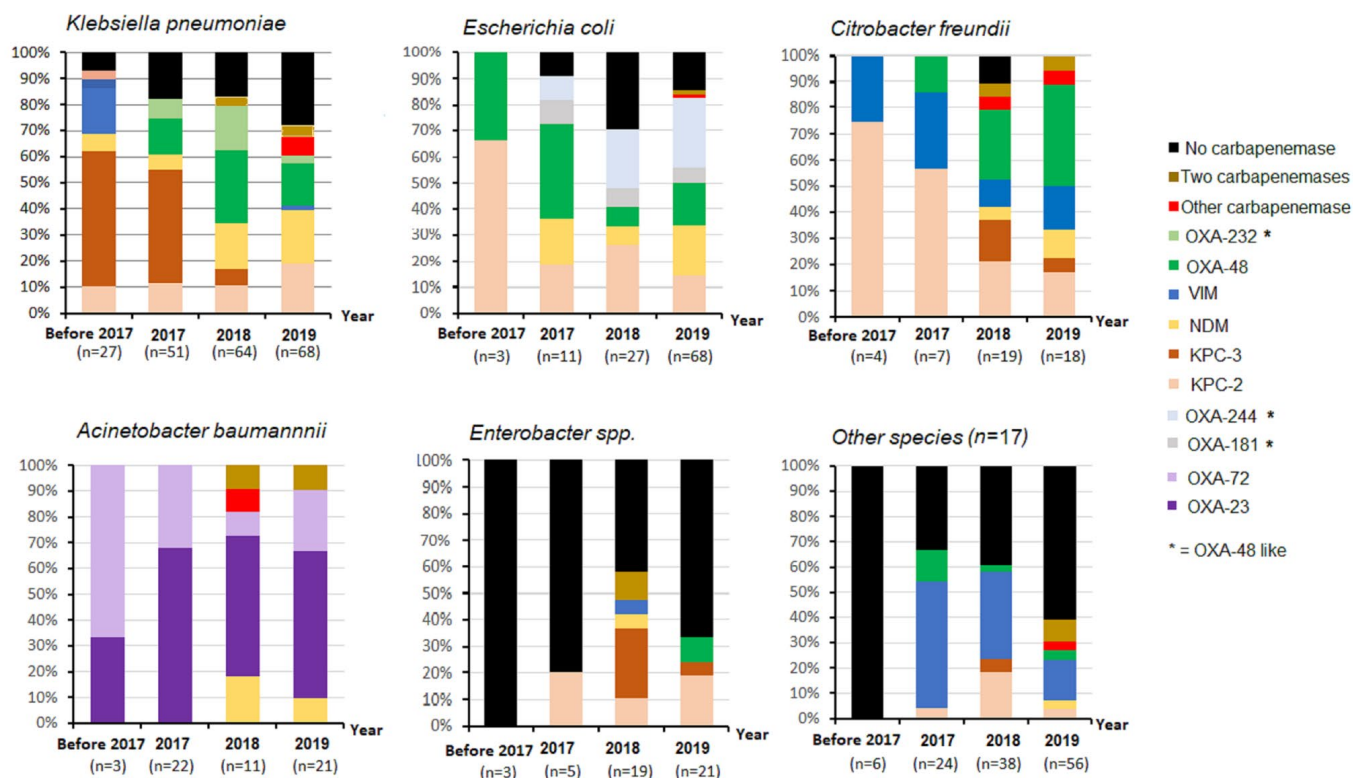 Klebsiella pneumoniae
100%
90%
80%
70%
60%
50%
40%
30%
20%
10%
0%
Before 2017 2017 2018 2019 Year
(n=27) (n=51) (n=64) (n=68)
Escherichia coli
100%
90%
80%
70%
60%
50%
40%
30%
20%
10%
0%
Before 2017 2017 2018 2019 Year
(n=3) (n=11) (n=27) (n=68)
Citrobacter freundii
100%
90%
80%
70%
60%
50%
40%
30%
20%
10%
0%
Before 2017 2017 2018 2019 Year
(n=4) (n=7) (n=19) (n=18)
No carbapenemase
Two carbapenemases
Other carbapenemase
OXA-232 *
OXA-48
VIM
NDM
KPC-3
KPC-2
OXA-244 *
OXA-181 *
OXA-72
OXA-23
* = OXA-48 like
Acinetobacter baumannnii
100%
90%
80%
70%
60%
50%
40%
30%
20%
10%
0%
Before 2017 2017 2018 2019 Year
(n=3) (n=22) (n=11) (n=21)
Enterobacter spp.
100%
90%
80%
70%
60%
50%
40%
30%
20%
10%
0%
Before 2017 2017 2018 2019 Year
(n=3) (n=5) (n=19) (n=21)
Other species (n=17)
100%
90%
80%
70%
60%
50%
40%
30%
20%
10%
0%
Before 2017 2017 2018 2019 Year
(n=6) (n=24) (n=38) (n=56)